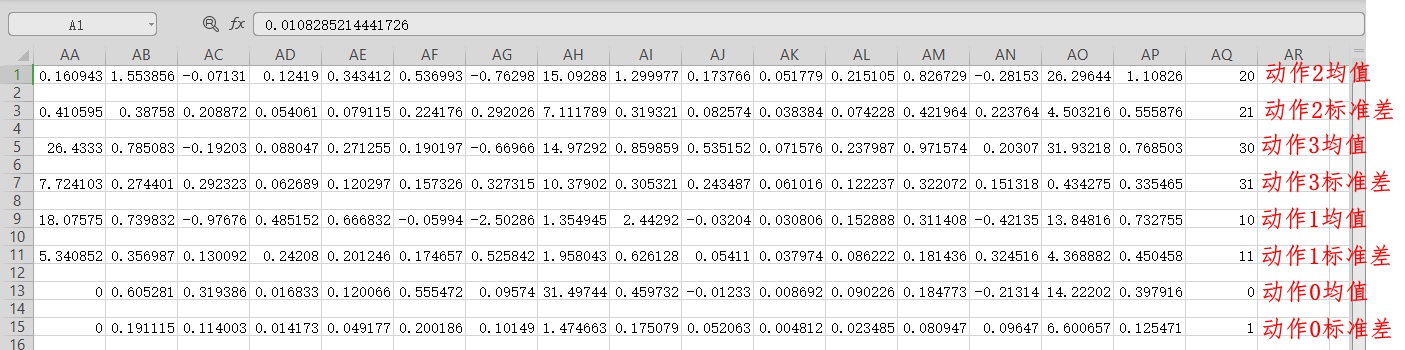 A1 fx 0.0108285214441726
AA AB AC AD AE AF AG AH AI AJ AK AL AM AN AO AP AQ AR
1 0.160943 1.553856 -0.07131 0.12419 0.343412 0.536993 -0.76298 15.09288 1.299977 0.173766 0.051779 0.215105 0.826729 -0.28153 26.29644 1.10826 20 动作2均值
2
3 0.410595 0.38758 0.208872 0.054061 0.079115 0.224176 0.292026 7.111789 0.319321 0.082574 0.038384 0.074228 0.421964 0.223764 4.503216 0.555876 21 动作2标准差
4
5 26.4333 0.785083 -0.19203 0.088047 0.271255 0.190197 -0.66966 14.97292 0.859859 0.535152 0.071576 0.237987 0.971574 0.20307 31.93218 0.768503 30 动作3均值
6
7 7.724103 0.274401 0.292323 0.062689 0.120297 0.157326 0.327315 10.37902 0.305321 0.243487 0.061016 0.122237 0.322072 0.151318 0.434275 0.335465 31 动作3标准差
8
9 18.07575 0.739832 -0.97676 0.485152 0.666832 -0.05994 -2.50286 1.354945 2.44292 -0.03204 0.030806 0.152888 0.311408 -0.42135 13.84816 0.732755 10 动作1均值
10
11 5.340852 0.356987 0.130092 0.24208 0.201246 0.174657 0.525842 1.958043 0.626128 0.05411 0.037974 0.086222 0.181436 0.324516 4.368882 0.450458 11 动作1标准差
12
13 0 0.605281 0.319386 0.016833 0.120066 0.555472 0.09574 31.49744 0.459732 -0.01233 0.008692 0.090226 0.184773 -0.21314 14.22202 0.397916 0 动作0均值
14
15 0 0.191115 0.114003 0.014173 0.049177 0.200186 0.10149 1.474663 0.175079 0.052063 0.004812 0.023485 0.080947 0.09647 6.600657 0.125471 1 动作0标准差
16